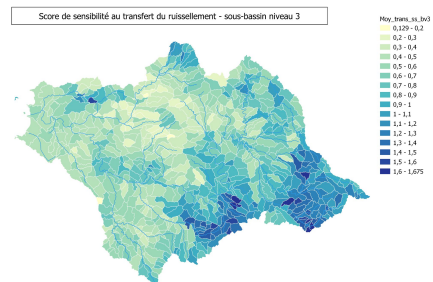 Score de sensibilité au transfert du ruissellement - sous-bassin niveau 3
Moy_trans_ss_bv3
0,129 - 0,2
0,2 - 0,3
0,3 - 0,4
0,4 - 0,5
0,5 - 0,6
0,6 - 0,7
0,7 - 0,8
0,8 - 0,9
0,9 - 1
1 - 1,1
1,1 - 1,2
1,2 - 1,3
1,3 - 1,4
1,4 - 1,5
1,5 - 1,6
1,6 - 1,675